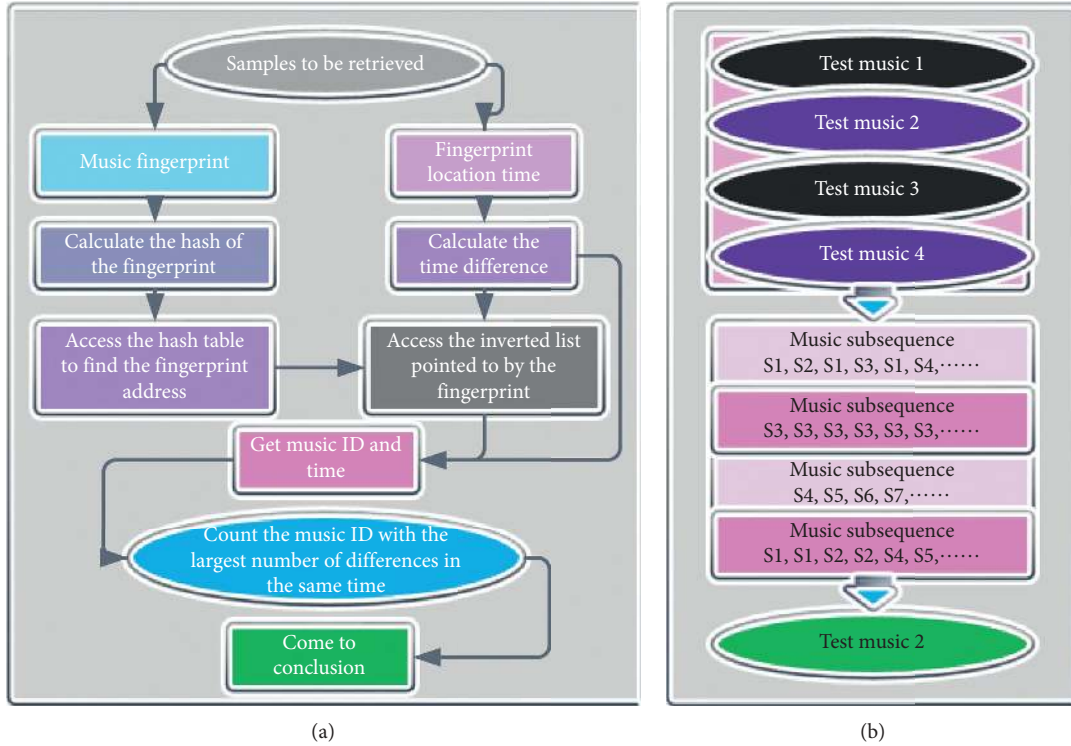 Samples to be retrieved
Music fingerprint
Fingerprint
location time
Calculate the hash of
the fingerprint
Calculate the
time difference
Access the hash table
to find the fingerprint
address
Access the inverted list
pointed to by the
fingerprint
Get music ID and
time
Count the music ID with the
largest number of differences in
the same time
Come to
conclusion
(a)
Test music 1
Test music 2
Test music 3
Test music 4
Music subsequence
S1, S2, S1, S3, S1, S4,······
Music subsequence
S3, S3, S3, S3, S3, S3,······
Music subsequence
S4, S5, S6, S7,······
Music subsequence
S1, S1, S2, S2, S4, S5,······
Test music 2
(b)